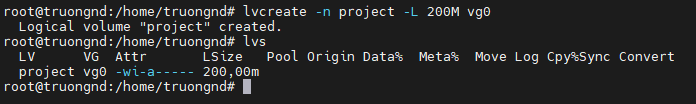 root@truongnd:/home/truongnd# lvcreate -n project -L 200M vg0
  Logical volume "project" created.
root@truongnd:/home/truongnd# lvs
  LV      VG  Attr       LSize   Pool Origin Data%  Meta%  Move Log Cpy%Sync Convert
  project vg0 -wi-a----- 200,00m
root@truongnd:/home/truongnd#